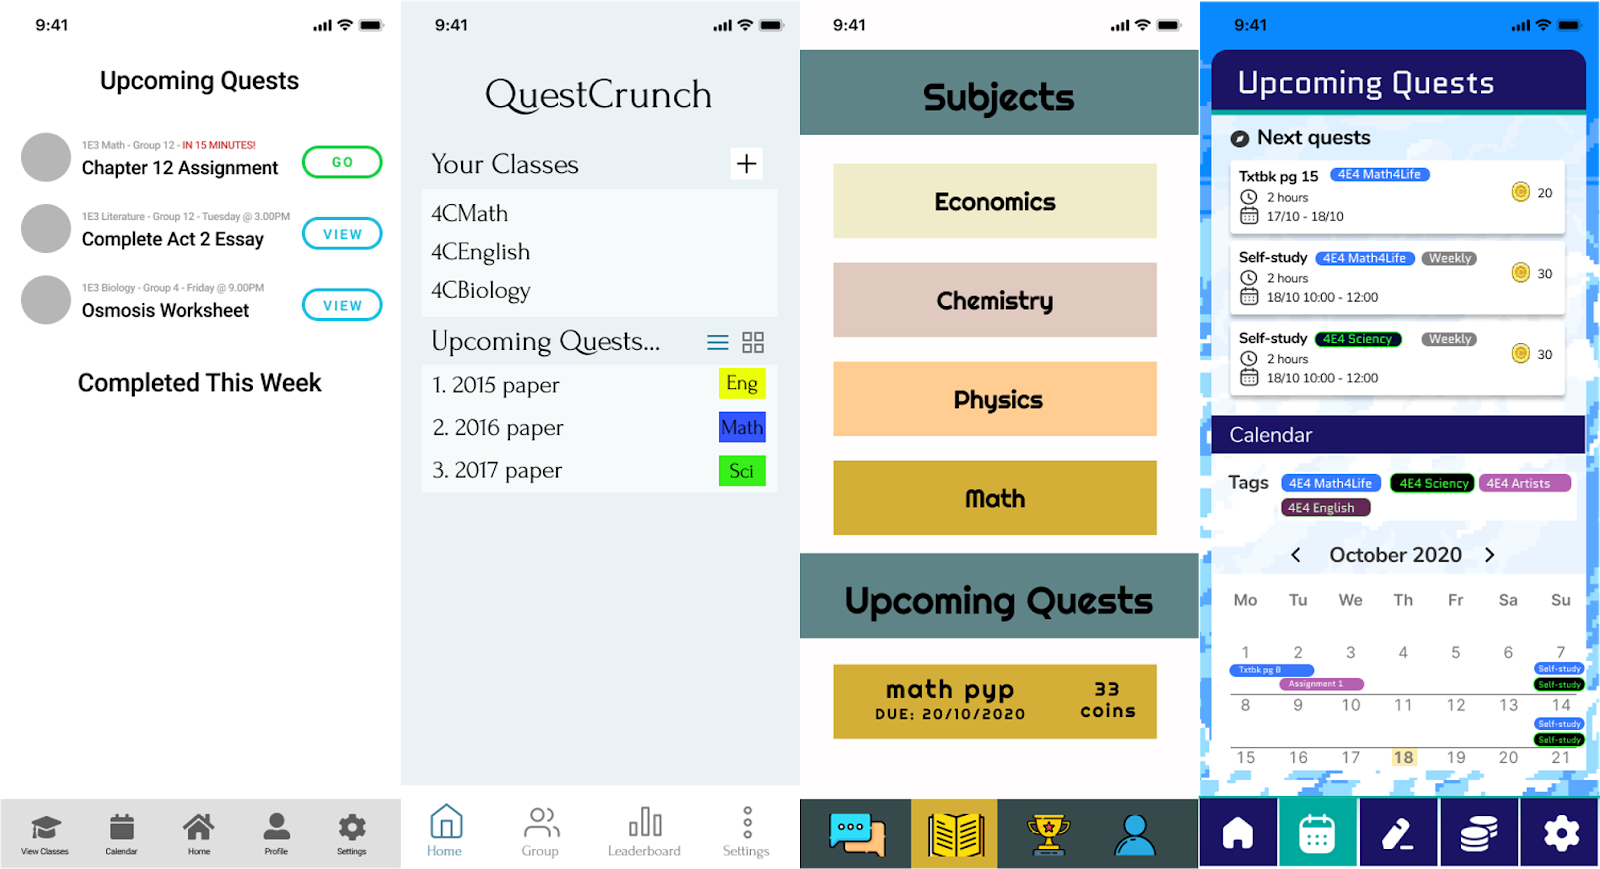 9:41
Upcoming Quests
1E3 Math - Group 12 - IN 15 MINUTES!
Chapter 12 Assignment
GO
1E3 Literature - Group 12 - Tuesday @ 3.00PM
Complete Act 2 Essay
VIEW
1E3 Biology - Group 4 - Friday @ 9.00PM
Osmosis Worksheet
VIEW
Completed This Week
View Classes
Calendar
Home
Profile
Settings
9:41
QuestCrunch
Your Classes
+
4CMath
4CEnglish
4CBiology
Upcoming Quests...
1. 2015 paper
Eng
2. 2016 paper
Math
3. 2017 paper
Sci
Home
Group
Leaderboard
Settings
9:41
Subjects
Economics
Chemistry
Physics
Math
Upcoming Quests
math pyp
DUE: 20/10/2020
33
coins
9:41
Upcoming Quests
Next quests
Txtbk pg 15 4E4 Math4Life
2 hours
17/10 - 18/10
20
Self-study 4E4 Math4Life Weekly
2 hours
18/10 10:00 - 12:00
30
Self-study 4E4 Sciency Weekly
2 hours
18/10 10:00 - 12:00
30
Calendar
Tags 4E4 Math4Life 4E4 Sciency 4E4 Artists
4E4 English
< October 2020 >
Mo Tu We Th Fr Sa Su
1 2 3 4 5 6 7
Txtbk pg 8 Self-study
Assignment 1 Self-study
8 9 10 11 12 13 14
Self-study
Self-study
15 16 17 18 19 20 21